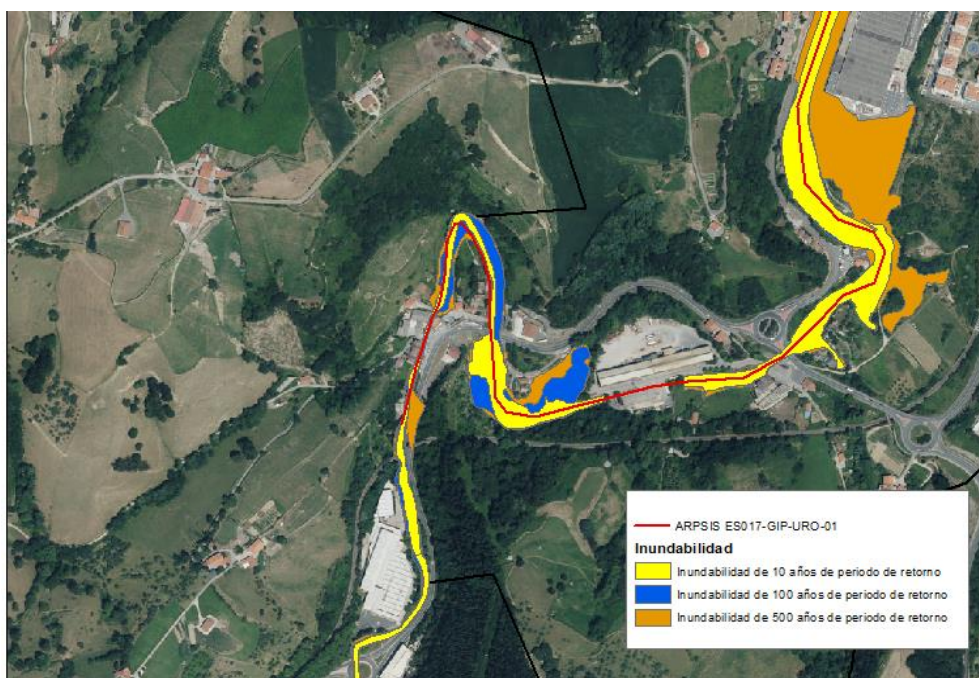 ARPSIS ES017-GIP-URO-01
Inundabilidad
Inundabilidad de 10 años de periodo de retorno
Inundabilidad de 100 años de periodo de retorno
Inundabilidad de 500 años de periodo de retorno